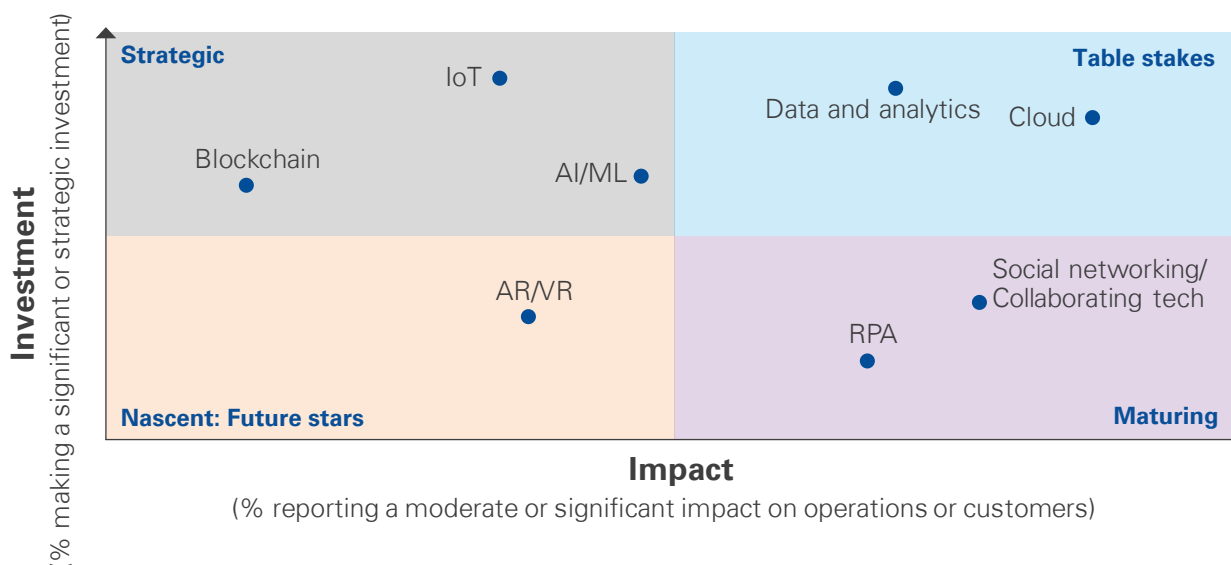 Strategic
Table stakes
IoT
Data and analytics
Cloud
Blockchain
AI/ML
Social networking/
Collaborating tech
AR/VR
RPA
Nascent: Future stars
Maturing
Investment
(% making a significant or strategic investment)
Impact
(% reporting a moderate or significant impact on operations or customers)